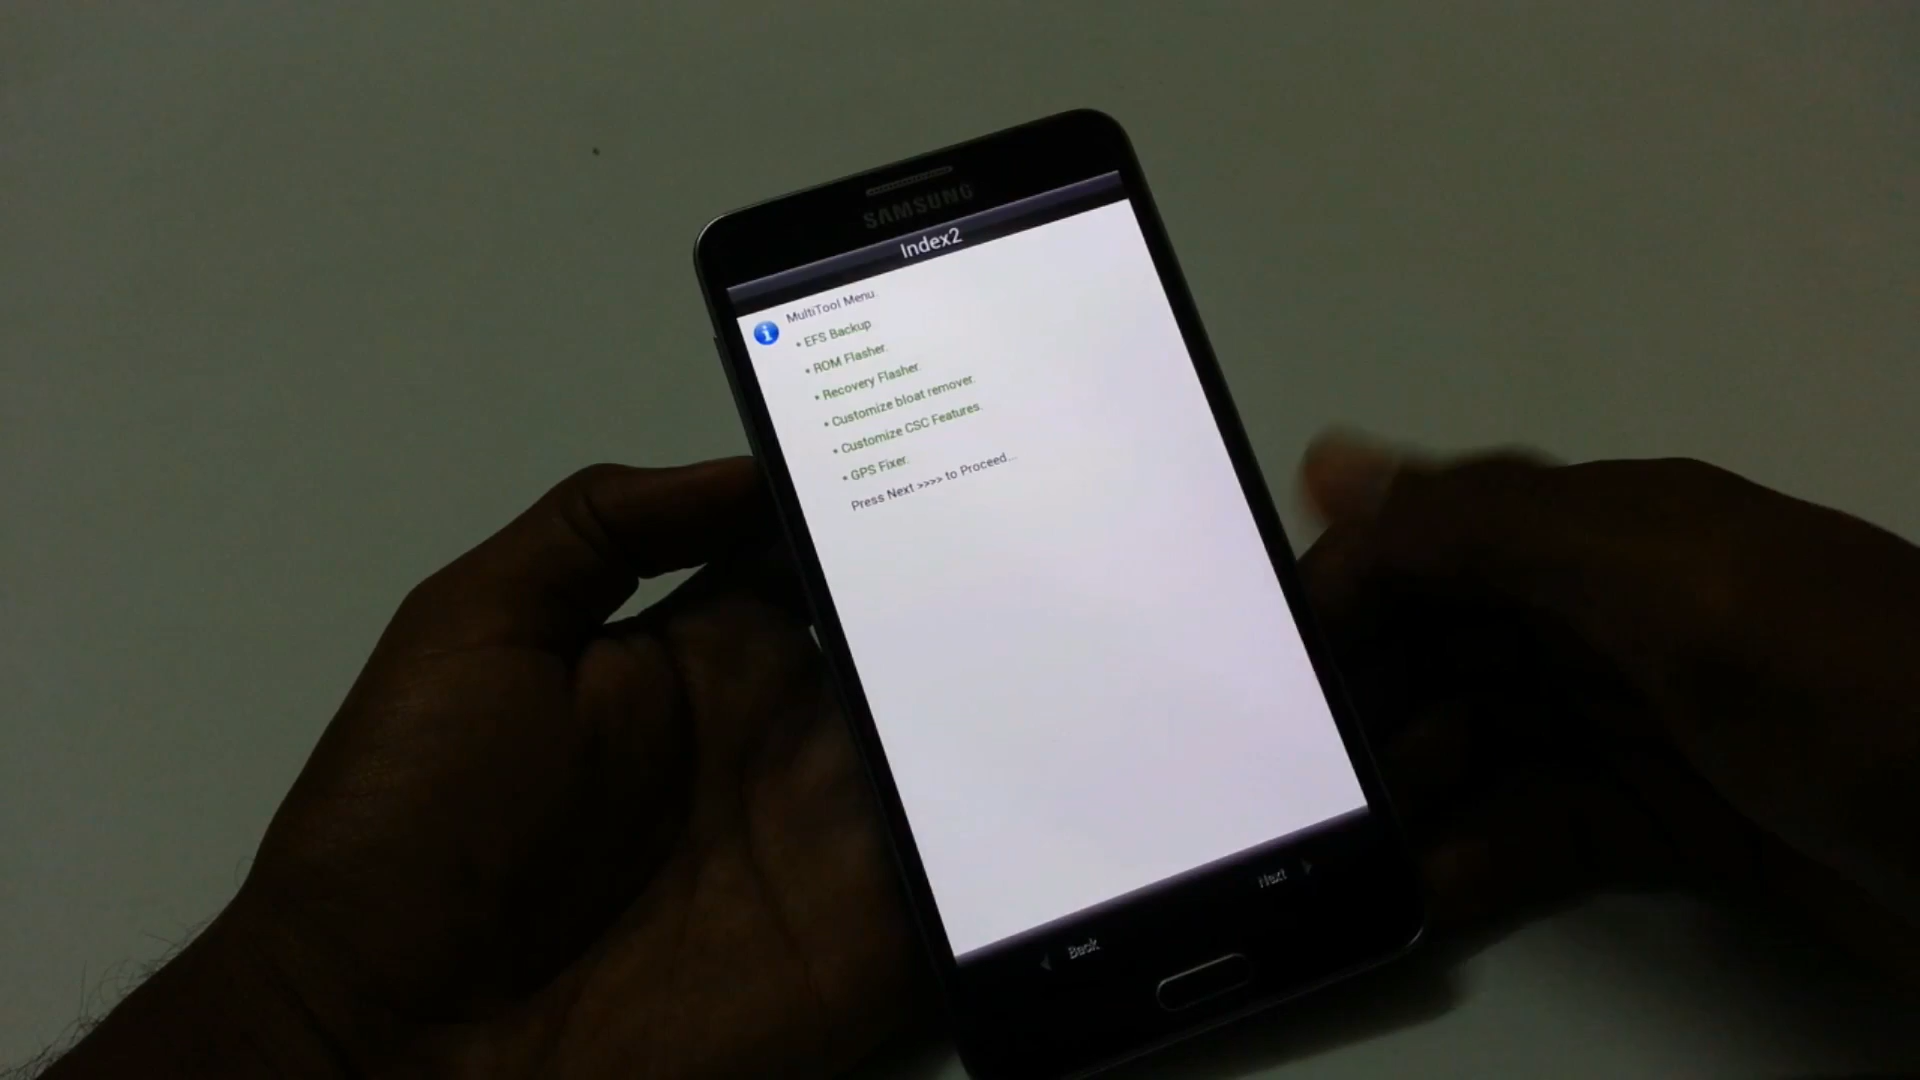 SAMSUNG
Index2
MultiTool Menu
• EFS Backup
• ROM Flasher.
• Recovery Flasher.
• Customize bloat remover.
• Customize CSC Features.
• GPS Fixer.
Press Next >>>> to Proceed...
Next
Back